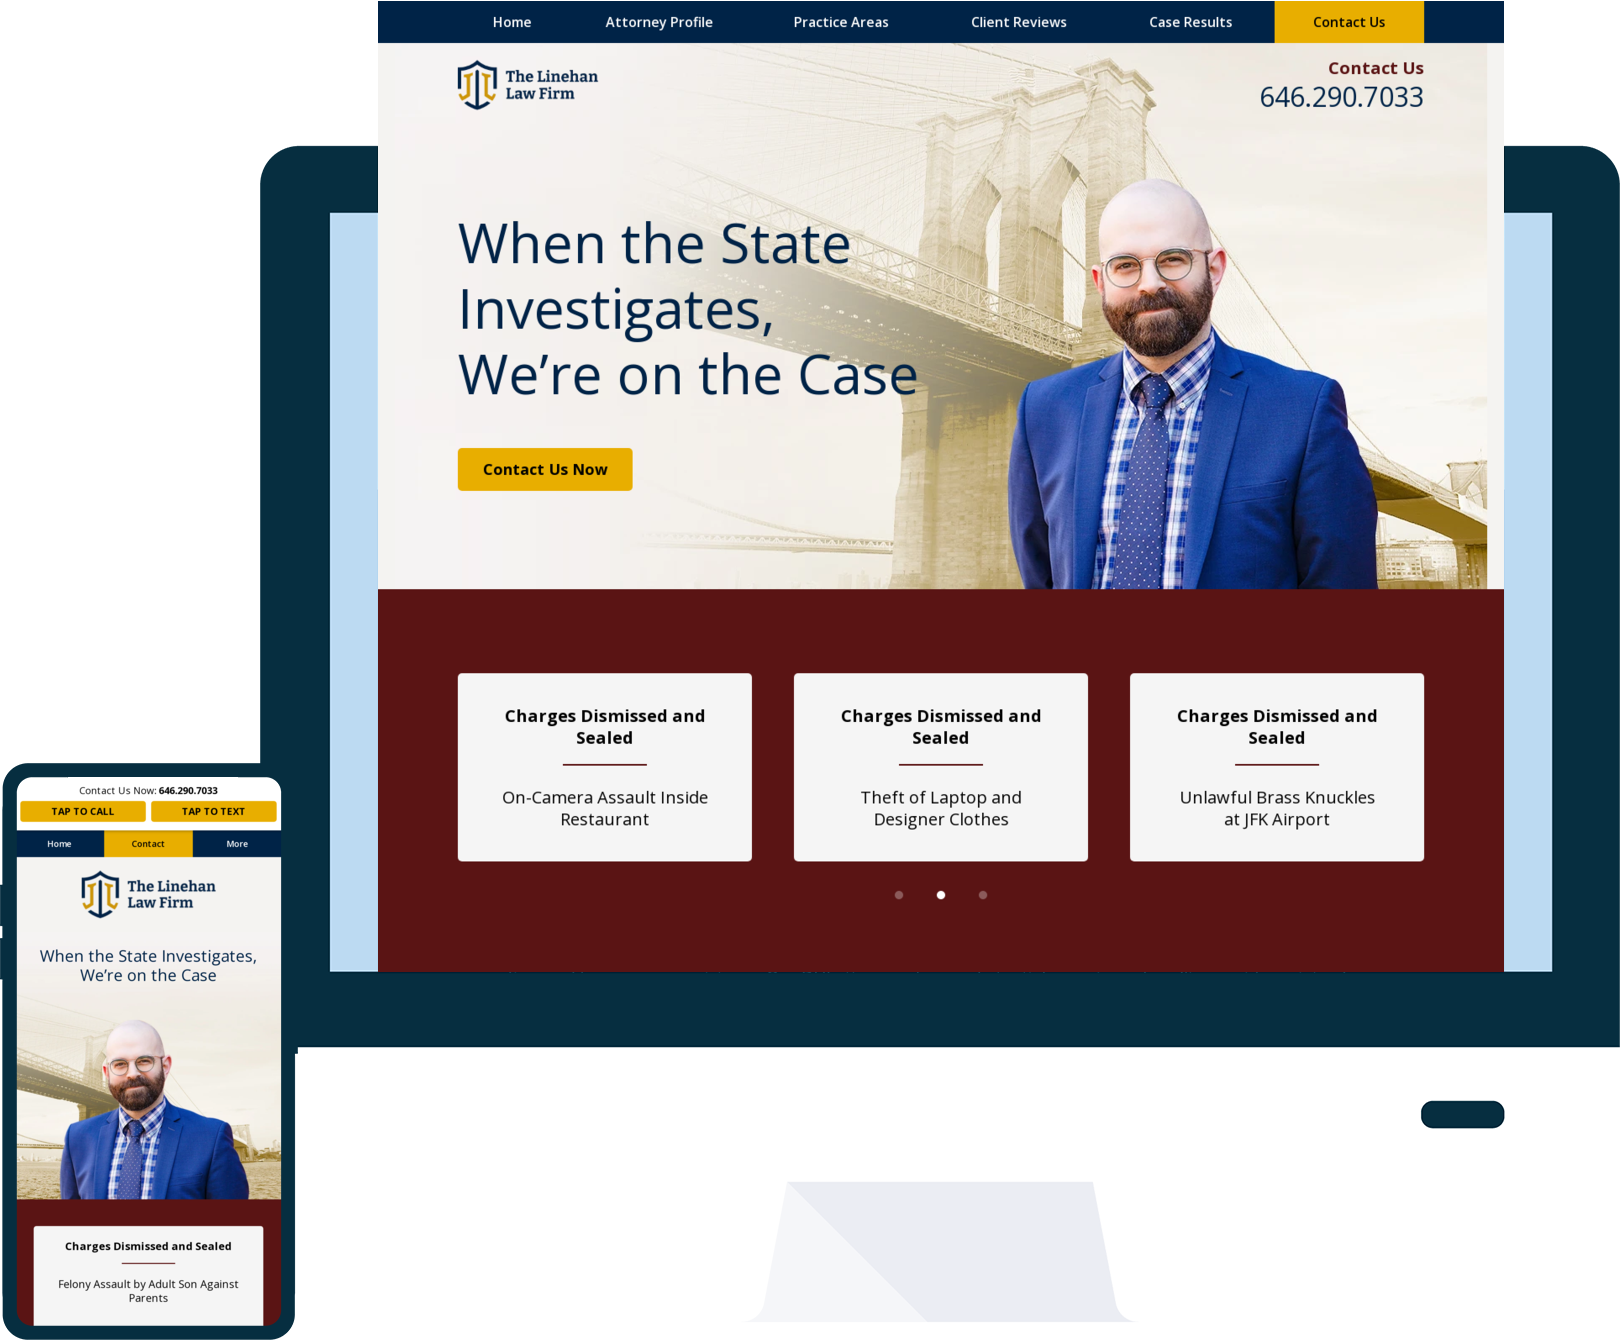 Home Attorney Profile Practice Areas Client Reviews Case Results Contact Us
The Linehan
Law Firm
Contact Us
646.290.7033
When the State
Investigates,
We’re on the Case
Contact Us Now
Charges Dismissed and
Sealed
On-Camera Assault Inside
Restaurant
Charges Dismissed and
Sealed
Theft of Laptop and
Designer Clothes
Charges Dismissed and
Sealed
Unlawful Brass Knuckles
at JFK Airport
Contact Us Now: 646.290.7033
TAP TO CALL TAP TO TEXT
Home Contact More
The Linehan
Law Firm
When the State Investigates,
We’re on the Case
Charges Dismissed and Sealed
Felony Assault by Adult Son Against
Parents